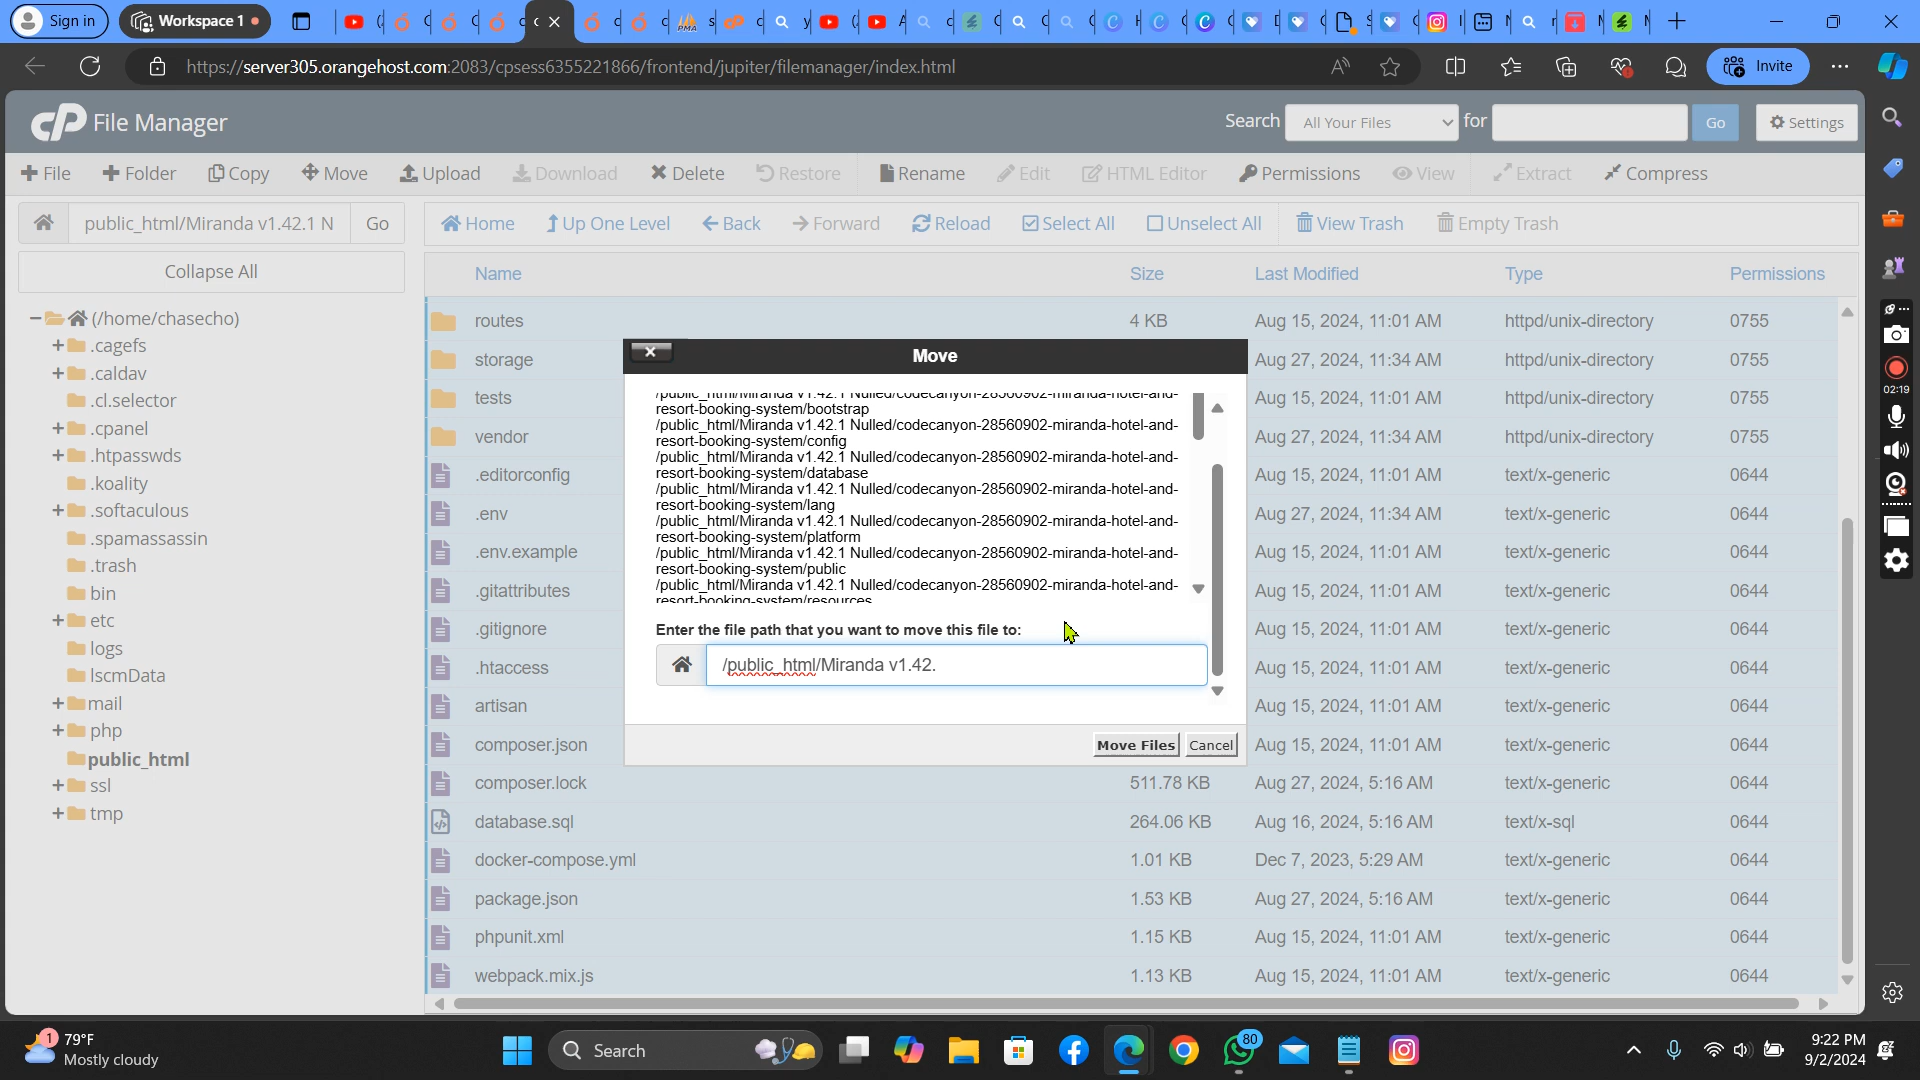 Sign in
Workspace 1
https://server305.orangehost.com:2083/cpsess6355221866/frontend/jupiter/filemanager/index.html
Invite
cP File Manager
Search All Your Files for Go Settings
File Folder Copy Move Upload Download Delete Restore Rename Edit HTML Editor Permissions View Extract Compress
public_html/Miranda v1.42.1 N Go
Home Up One Level Back Forward Reload Select All Unselect All View Trash Empty Trash
Collapse All
(/home/chasecho)
.cagefs
.caldav
.cl.selector
.cpanel
.htpasswds
.koality
.softaculous
.spamassassin
.trash
bin
etc
logs
lscmData
mail
php
public_html
ssl
tmp
Name Size Last Modified Type Permissions
routes 4 KB Aug 15, 2024, 11:01 AM httpd/unix-directory 0755
storage Aug 27, 2024, 11:34 AM httpd/unix-directory 0755
tests Aug 15, 2024, 11:01 AM httpd/unix-directory 0755
vendor Aug 27, 2024, 11:34 AM httpd/unix-directory 0755
.editorconfig Aug 15, 2024, 11:01 AM text/x-generic 0644
.env Aug 27, 2024, 11:34 AM text/x-generic 0644
.env.example Aug 15, 2024, 11:01 AM text/x-generic 0644
.gitattributes Aug 15, 2024, 11:01 AM text/x-generic 0644
.gitignore Aug 15, 2024, 11:01 AM text/x-generic 0644
.htaccess Aug 15, 2024, 11:01 AM text/x-generic 0644
artisan Aug 15, 2024, 11:01 AM text/x-generic 0644
composer.json Aug 15, 2024, 11:01 AM text/x-generic 0644
composer.lock 511.78 KB Aug 27, 2024, 5:16 AM text/x-generic 0644
database.sql 264.06 KB Aug 16, 2024, 5:16 AM text/x-sql 0644
docker-compose.yml 1.01 KB Dec 7, 2023, 5:29 AM text/x-generic 0644
package.json 1.53 KB Aug 27, 2024, 5:16 AM text/x-generic 0644
phpunit.xml 1.15 KB Aug 15, 2024, 11:01 AM text/x-generic 0644
webpack.mix.js 1.13 KB Aug 15, 2024, 11:01 AM text/x-generic 0644
Move
/public_html/Miranda v1.42.1 Nulled/codecanyon-28560902-miranda-hotel-and-
resort-booking-system/bootstrap
/public_html/Miranda v1.42.1 Nulled/codecanyon-28560902-miranda-hotel-and-
resort-booking-system/config
/public_html/Miranda v1.42.1 Nulled/codecanyon-28560902-miranda-hotel-and-
resort-booking-system/database
/public_html/Miranda v1.42.1 Nulled/codecanyon-28560902-miranda-hotel-and-
resort-booking-system/lang
/public_html/Miranda v1.42.1 Nulled/codecanyon-28560902-miranda-hotel-and-
resort-booking-system/platform
/public_html/Miranda v1.42.1 Nulled/codecanyon-28560902-miranda-hotel-and-
resort-booking-system/public
/public_html/Miranda v1.42.1 Nulled/codecanyon-28560902-miranda-hotel-and-
resort-booking-system/resources
Enter the file path that you want to move this file to:
/public_html/Miranda v1.42.
Move Files Cancel
02:19
1
79°F
Mostly cloudy
Search
80
9:22 PM
9/2/2024